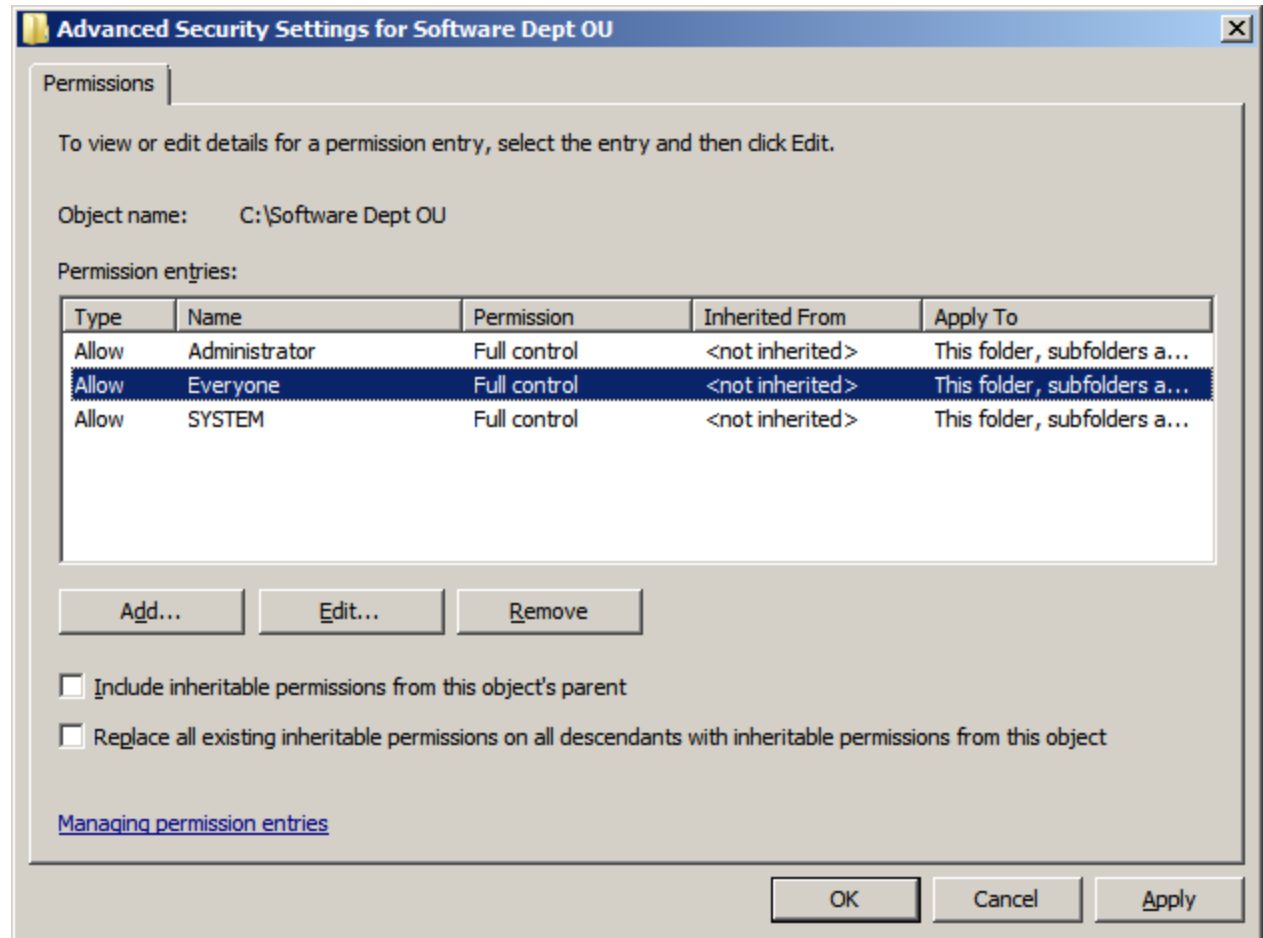 Advanced Security Settings for Software Dept OU
Permissions
To view or edit details for a permission entry, select the entry and then click Edit.
Object name: C:\Software Dept OU
Permission entries:
Type Name Permission Inherited From Apply To
Allow Administrator Full control <not inherited> This folder, subfolders a...
Allow Everyone Full control <not inherited> This folder, subfolders a...
Allow SYSTEM Full control <not inherited> This folder, subfolders a...
Add... Edit... Remove
Include inheritable permissions from this object's parent
Replace all existing inheritable permissions on all descendants with inheritable permissions from this object
Managing permission entries
OK Cancel Apply